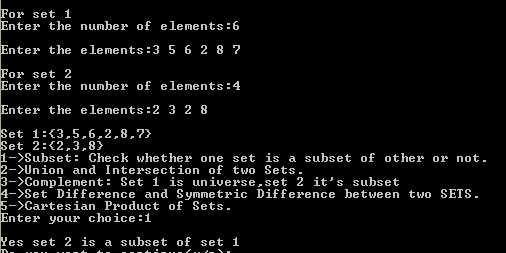 For set 1
Enter the number of elements:6
Enter the elements:3 5 6 2 8 7
For set 2
Enter the number of elements:4
Enter the elements:2 3 2 8
Set 1:{3,5,6,2,8,7}
Set 2:{2,3,8}
1->Subset: Check whether one set is a subset of other or not.
2->Union and Intersection of two Sets.
3->Complement: Set 1 is universe,set 2 it's subset
4->Set Difference and Symmetric Difference between two SETS.
5->Cartesian Product of Sets.
Enter your choice:1
Yes set 2 is a subset of set 1
Do you want to continue(y/n):